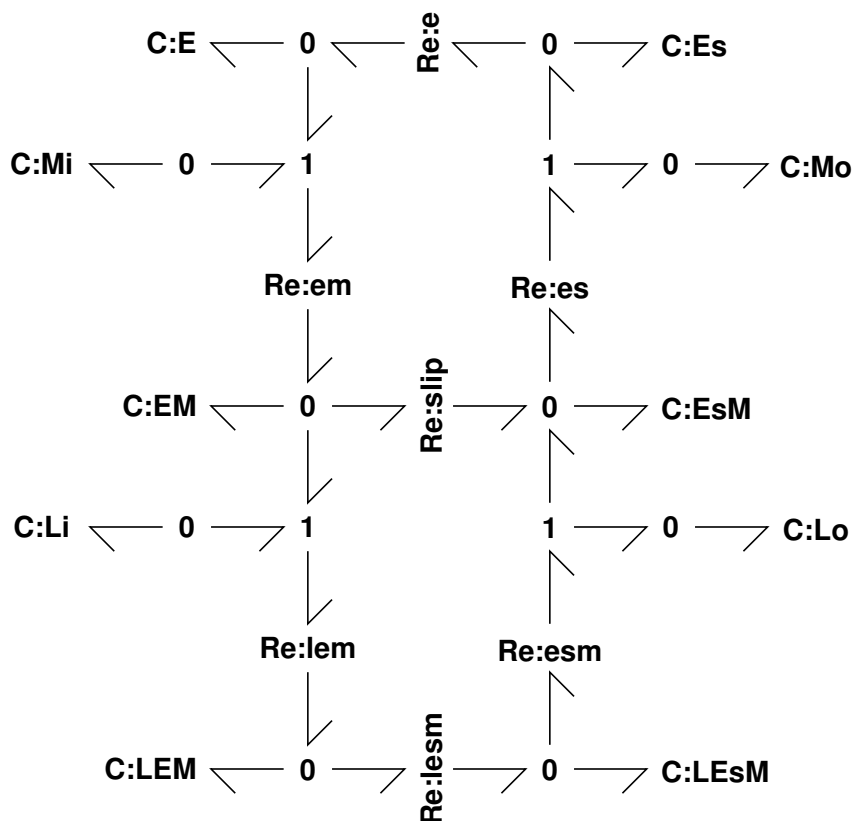 C:E 0 Re:e 0 C:Es
C:Mi 0 1 1 0 C:Mo
Re:em Re:es
C:EM 0 Re:slip 0 C:EsM
C:Li 0 1 1 0 C:Lo
Re:lem Re:esm
C:LEM 0 Re:lesm 0 C:LEsM